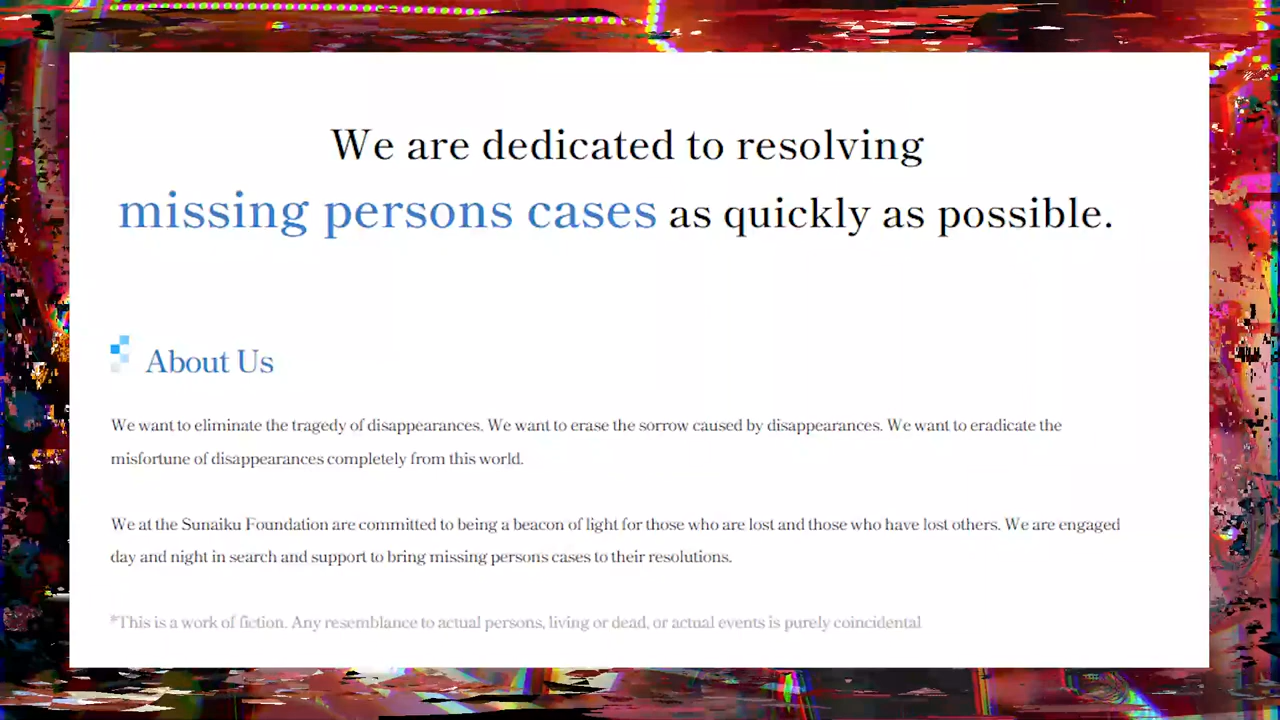 We are dedicated to resolving
missing persons cases as quickly as possible.
About Us
We want to eliminate the tragedy of disappearances. We want to erase the sorrow caused by disappearances. We want to eradicate the
misfortune of disappearances completely from this world.
We at the Sunaiku Foundation are committed to being a beacon of light for those who are lost and those who have lost others. We are engaged
day and night in search and support to bring missing persons cases to their resolutions.
*This is a work of fiction. Any resemblance to actual persons, living or dead, or actual events is purely coincidental